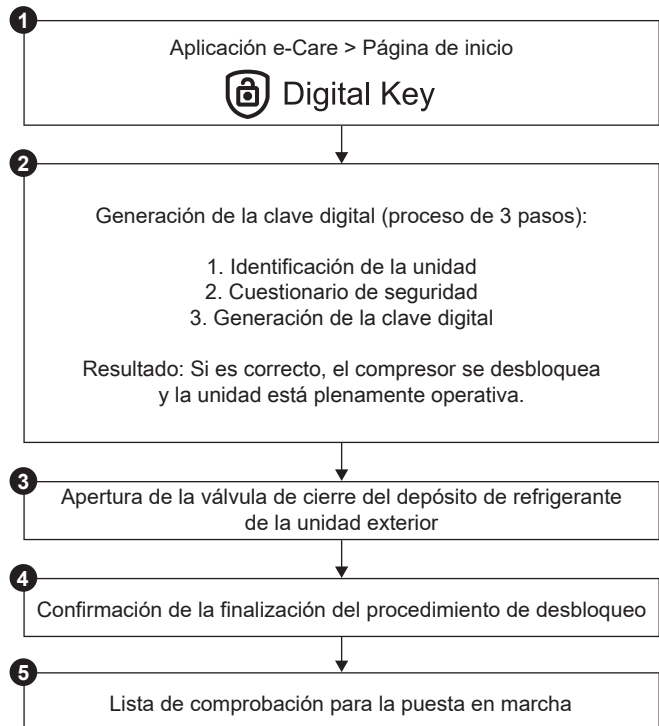 1
Aplicación e-Care > Página de inicio
Digital Key
2
Generación de la clave digital (proceso de 3 pasos):
1. Identificación de la unidad
2. Cuestionario de seguridad
3. Generación de la clave digital
Resultado: Si es correcto, el compresor se desbloquea
y la unidad está plenamente operativa.
3
Apertura de la válvula de cierre del depósito de refrigerante
de la unidad exterior
4
Confirmación de la finalización del procedimiento de desbloqueo
5
Lista de comprobación para la puesta en marcha